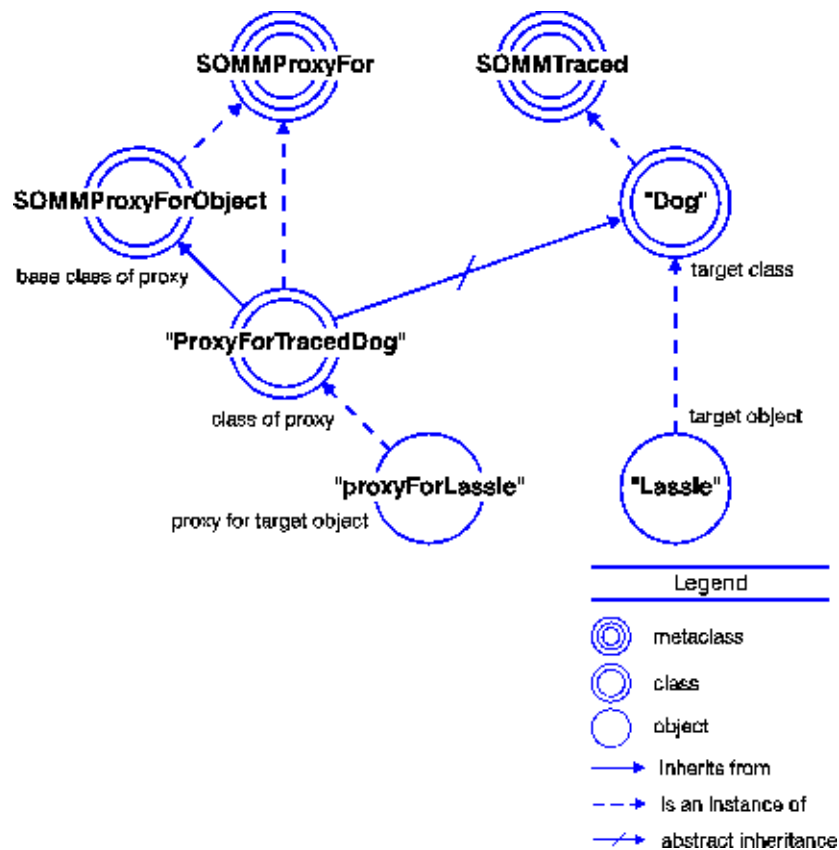 SOMMProxyFor
SOMMTraced
SOMMProxyForObject
"Dog"
base class of proxy
target class
"ProxyForTracedDog"
class of proxy
target object
"proxyForLassie"
"Lassie"
proxy for target object
Legend
metaclass
class
object
Inherits from
Is an Instance of
abstract inheritance